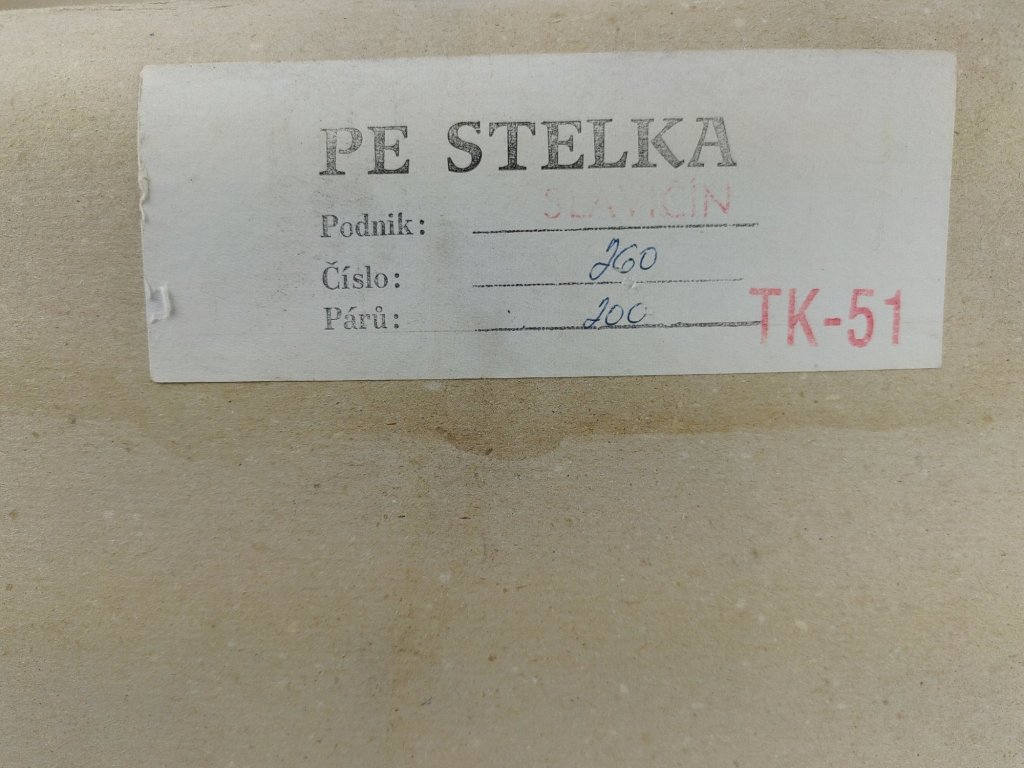 PE STELKA
Podnik: SLAVIČÍN
Číslo: 260
Párů: 200
TK-51